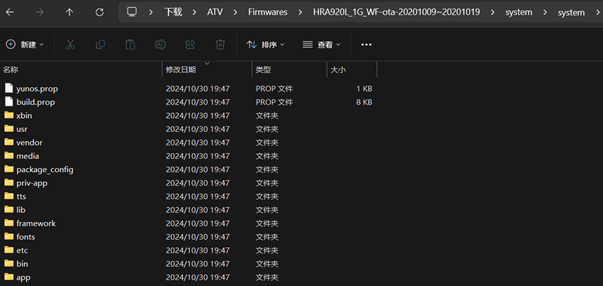 下载 ATV Firmwares HRA920L_1G_WF-ota-20201009~20201019 system system
新建 排序 查看
名称 修改日期 类型 大小
yunos.prop 2024/10/30 19:47 PROP 文件 1 KB
build.prop 2024/10/30 19:47 PROP 文件 8 KB
xbin 2024/10/30 19:47 文件夹
usr 2024/10/30 19:47 文件夹
vendor 2024/10/30 19:47 文件夹
media 2024/10/30 19:47 文件夹
package_config 2024/10/30 19:47 文件夹
priv-app 2024/10/30 19:47 文件夹
tts 2024/10/30 19:47 文件夹
lib 2024/10/30 19:47 文件夹
framework 2024/10/30 19:47 文件夹
fonts 2024/10/30 19:47 文件夹
etc 2024/10/30 19:47 文件夹
bin 2024/10/30 19:47 文件夹
app 2024/10/30 19:47 文件夹